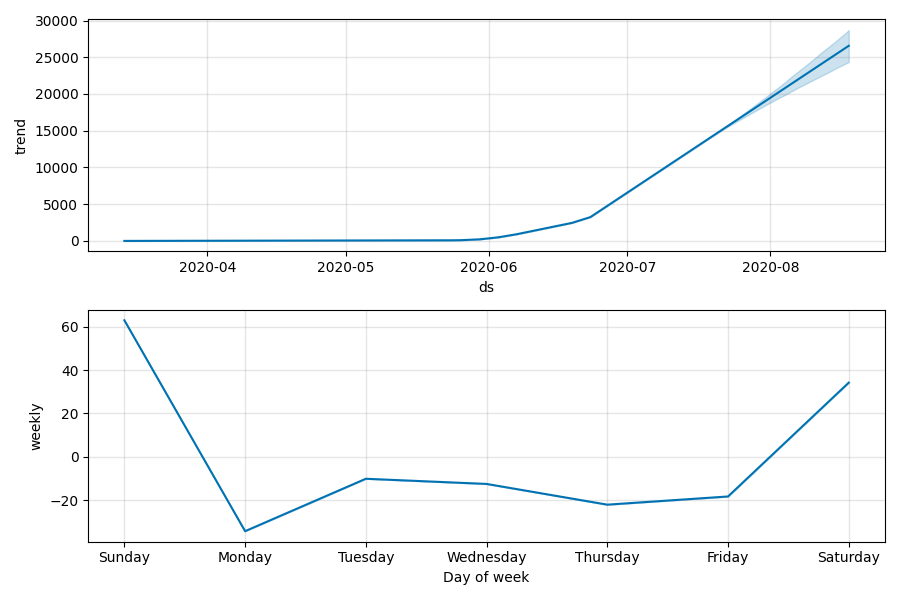 30000
25000
20000
15000
10000
5000
0
trend
2020-04 2020-05 2020-06 2020-07 2020-08
ds
60
40
20
0
−20
weekly
Sunday Monday Tuesday Wednesday Thursday Friday Saturday
Day of week